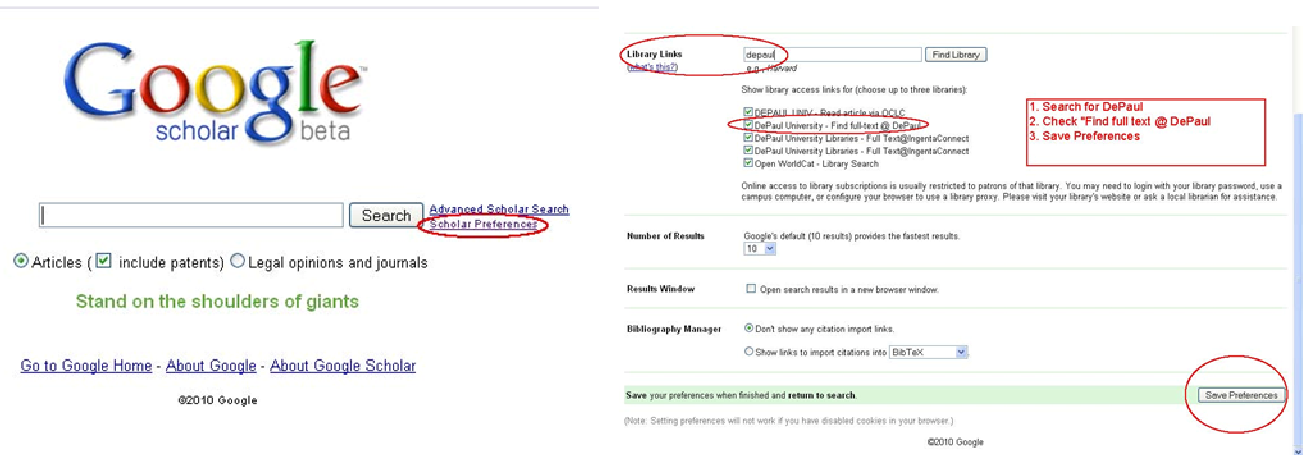 Google
scholar beta
Search
Advanced Scholar Search
Scholar Preferences
Articles ( include patents) Legal opinions and journals
Stand on the shoulders of giants
Go to Google Home - About Google - About Google Scholar
©2010 Google
Library Links
(what's this?)
depaul
Find Library
e.g., Harvard
Show library access links for (choose up to three libraries):
DEPAUL UNIV - Read article via OCLC
DePaul University - Find full-text @ DePaul
DePaul University Libraries - Full Text@IngentaConnect
DePaul University Libraries - Full Text@IngentaConnect
Open WorldCat - Library Search
1. Search for DePaul
2. Check "Find full text @ DePaul
3. Save Preferences
Online access to library subscriptions is usually restricted to patrons of that library. You may need to login with your library password, use a
campus computer, or configure your browser to use a library proxy. Please visit your library's website or ask a local librarian for assistance.
Number of Results
Google's default (10 results) provides the fastest results.
10
Results Window
Open search results in a new browser window.
Bibliography Manager
Don't show any citation import links.
Show links to import citations into BibTeX
Save your preferences when finished and return to search.
Save Preferences
(Note: Setting preferences will not work if you have disabled cookies in your browser.)
©2010 Google